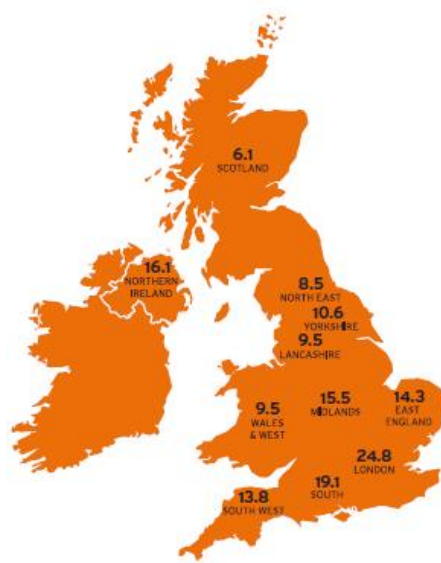 6.1
SCOTLAND
16.1
NORTHERN
IRELAND
8.5
NORTH EAST
10.6
YORKSHIRE
9.5
LANCASHIRE
9.5
WALES
& WEST
15.5
MIDLANDS
14.3
EAST
ENGLAND
24.8
LONDON
19.1
SOUTH
13.8
SOUTH WEST